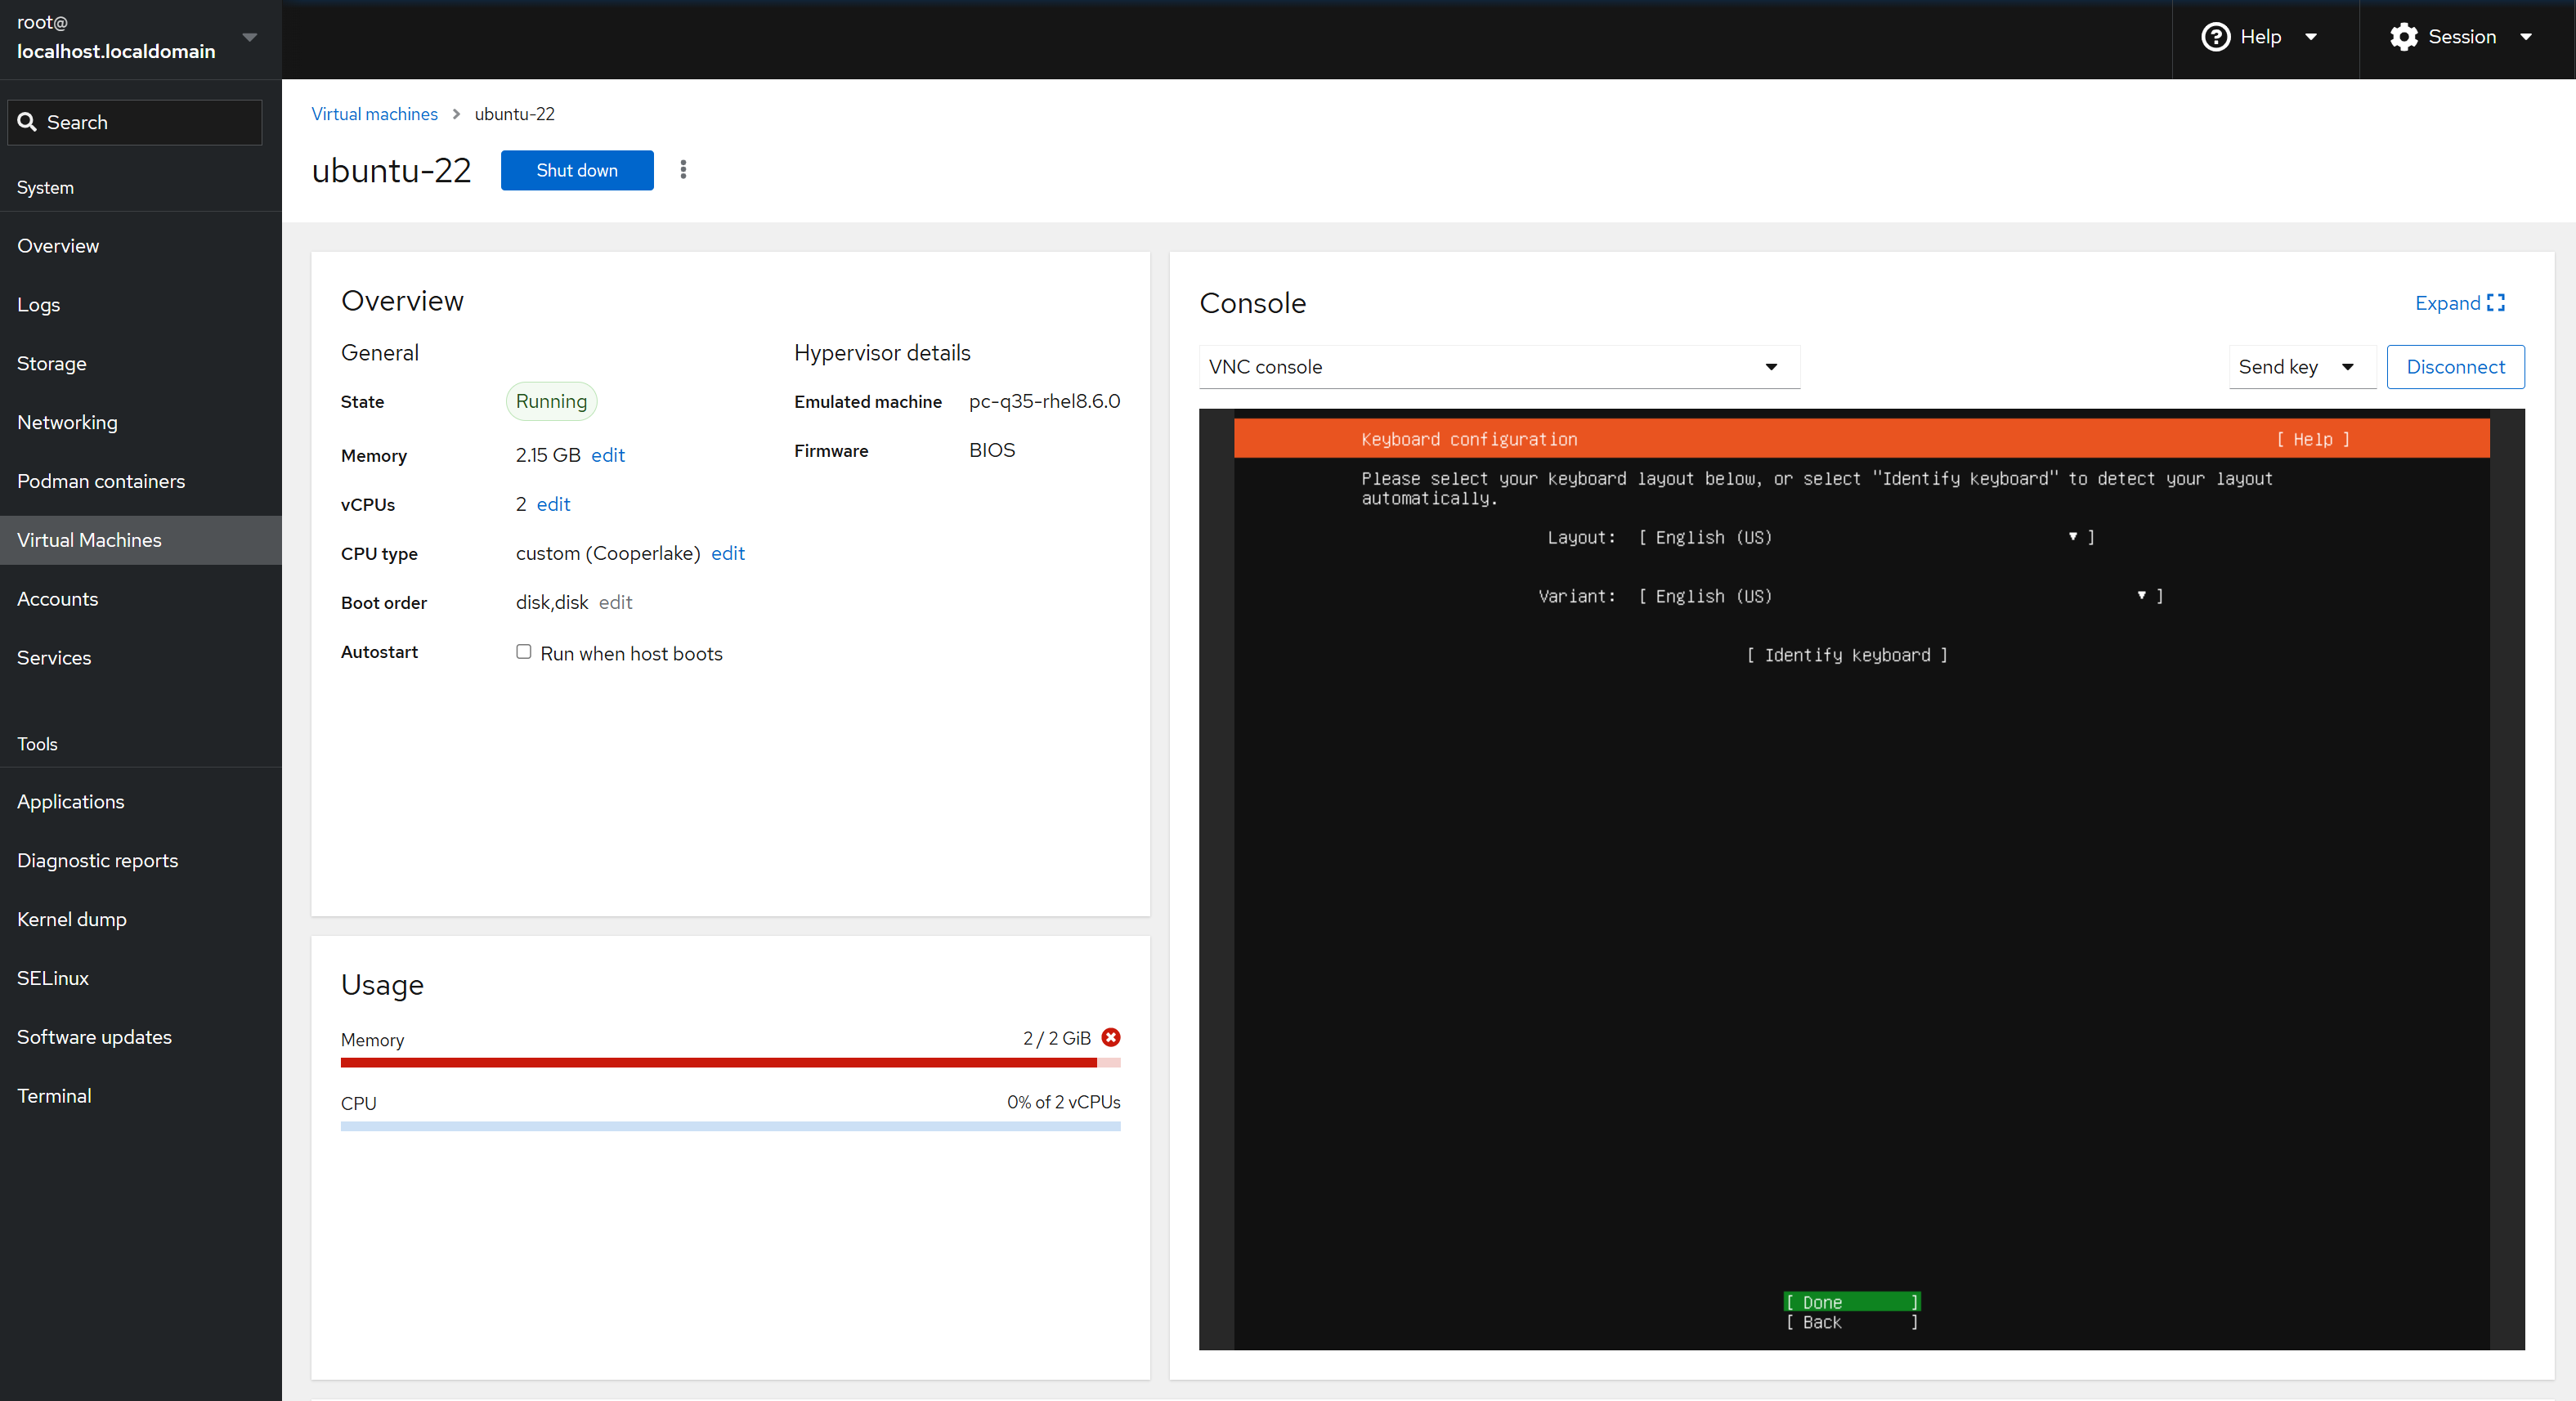 root@
localhost.localdomain
Help
Session
Search
System
Overview
Logs
Storage
Networking
Podman containers
Virtual Machines
Accounts
Services
Tools
Applications
Diagnostic reports
Kernel dump
SELinux
Software updates
Terminal
Virtual machines > ubuntu-22
ubuntu-22 Shut down
Overview
General
State Running
Memory 2.15 GB edit
vCPUs 2 edit
CPU type custom (Cooperlake) edit
Boot order disk,disk edit
Autostart Run when host boots
Hypervisor details
Emulated machine pc-q35-rhel8.6.0
Firmware BIOS
Usage
Memory 2 / 2 GiB
CPU 0% of 2 vCPUs
Console Expand
VNC console Send key Disconnect
Keyboard configuration [ Help ]
Please select your keyboard layout below, or select "Identify keyboard" to detect your layout
automatically.
Layout: [ English (US) ▾ ]
Variant: [ English (US) ▾ ]
[ Identify keyboard ]
[ Done ]
[ Back ]